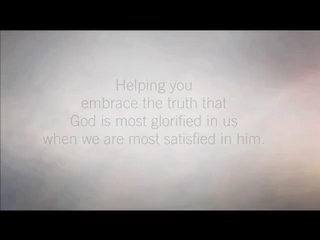 Helping you
embrace the truth that
God is most glorified in us
when we are most satisfied in him.